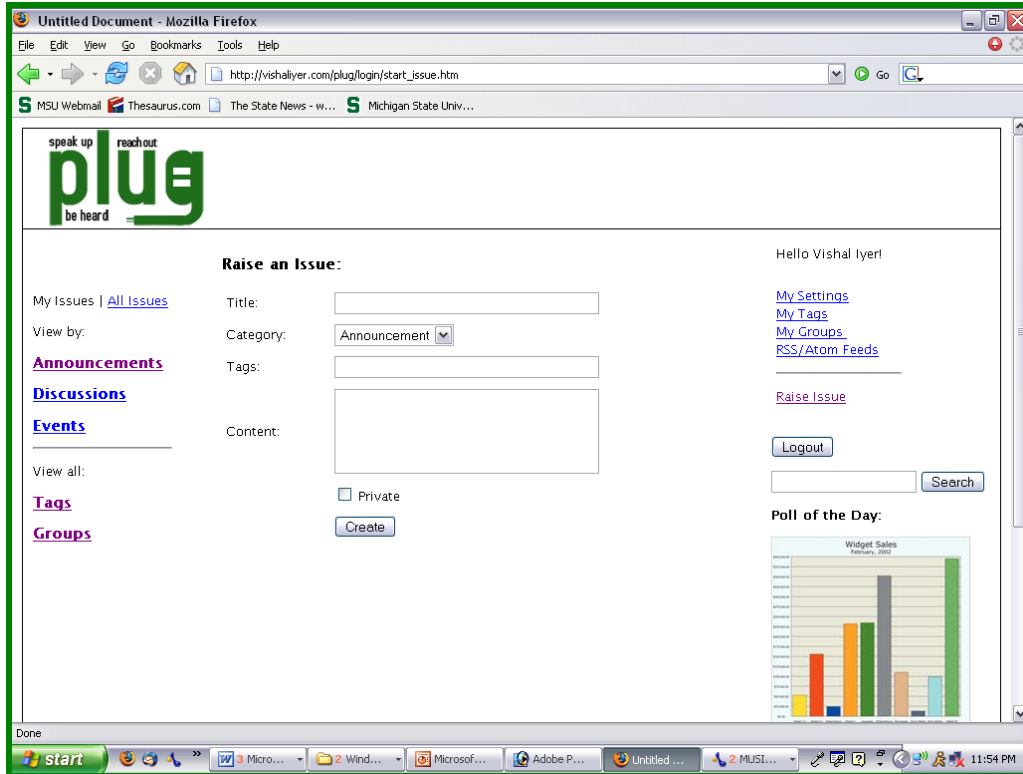 Untitled Document - Mozilla Firefox
File Edit View Go Bookmarks Tools Help
http://vishaliyer.com/plug/login/start_issue.htm
Go
G
MSU Webmail Thesaurus.com The State News - w... Michigan State Univ...
speak up reach out
plug
be heard
Raise an Issue:
My Issues | All Issues
View by:
Announcements
Discussions
Events
View all:
Tags
Groups
Title:
Category: Announcement
Tags:
Content:
Private
Create
Hello Vishal Iyer!
My Settings
My Tags
My Groups
RSS/Atom Feeds
Raise Issue
Logout
Search
Poll of the Day:
Widget Sales
February, 2002
Done
start » 3 Micro... 2 Wind... Microsof... Adobe P... Untitled ... 2 MUSI... 11:54 PM